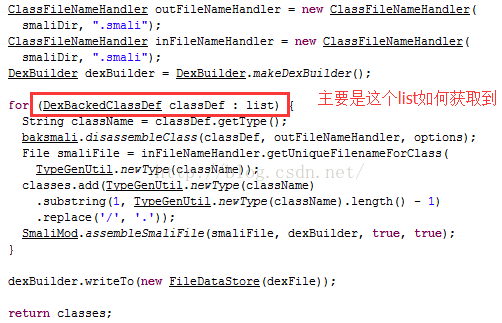 ClassFileNameHandler outFileNameHandler = new ClassFileNameHandler(
smaliDir, ".smali");
ClassFileNameHandler inFileNameHandler = new ClassFileNameHandler(
smaliDir, ".smali");
DexBuilder dexBuilder = DexBuilder.makeDexBuilder();
for (DexBackedClassDef classDef : list) {
主要是这个list如何获取到
String className = classDef.getType();
baksmali.disassembleClass(classDef, outFileNameHandler, options);
File smaliFile = inFileNameHandler.getUniqueFilenameForClass(
TypeGenUtil.newType(className));
http://blog.csdn.net/
classes.add(TypeGenUtil.newType(className)
.substring(1, TypeGenUtil.newType(className).length() - 1)
.replace('/', '.'));
SmaliMod.assembleSmaliFile(smaliFile, dexBuilder, true, true);
}
dexBuilder.writeTo(new FileDataStore(dexFile));
return classes;